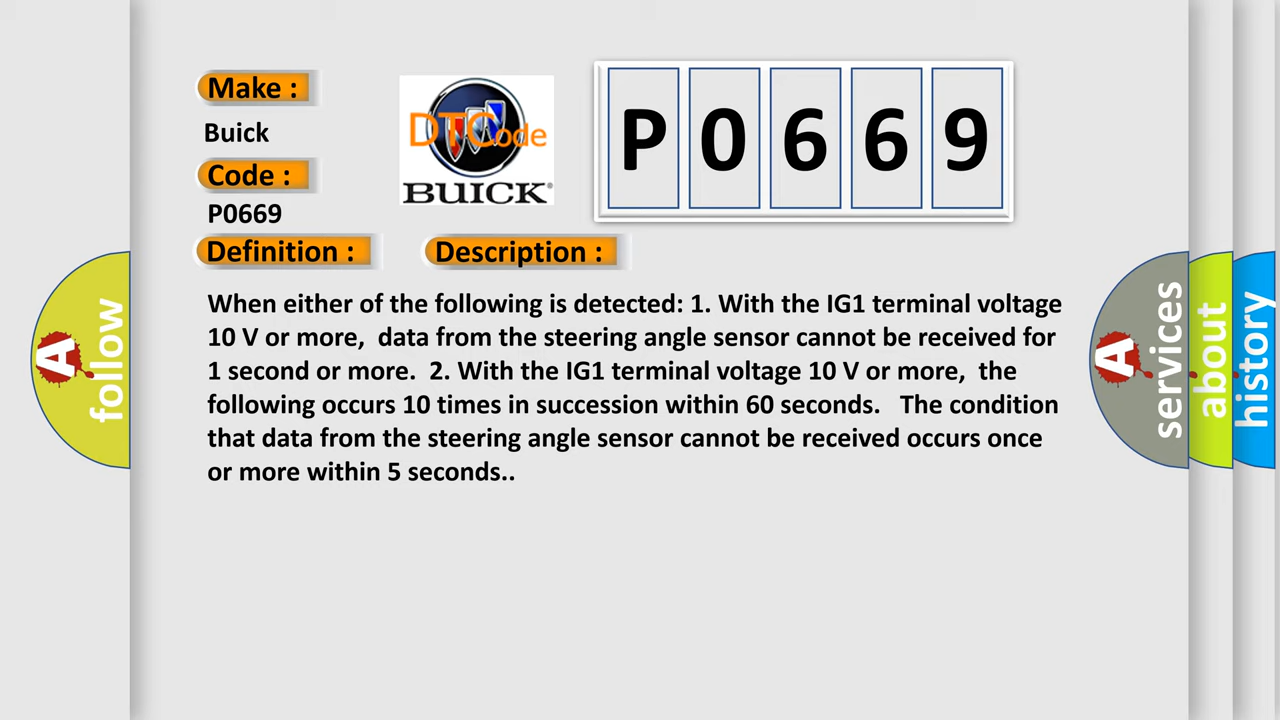 Make :
Buick
Code :
P0669
DTCode
BUICK
P0669
Definition :
Description :
When either of the following is detected: 1. With the IG1 terminal voltage
10 V or more,  data from the steering angle sensor cannot be received for
1 second or more.  2. With the IG1 terminal voltage 10 V or more,  the
following occurs 10 times in succession within 60 seconds.   The condition
that data from the steering angle sensor cannot be received occurs once
or more within 5 seconds..
A follow
A services
about
history